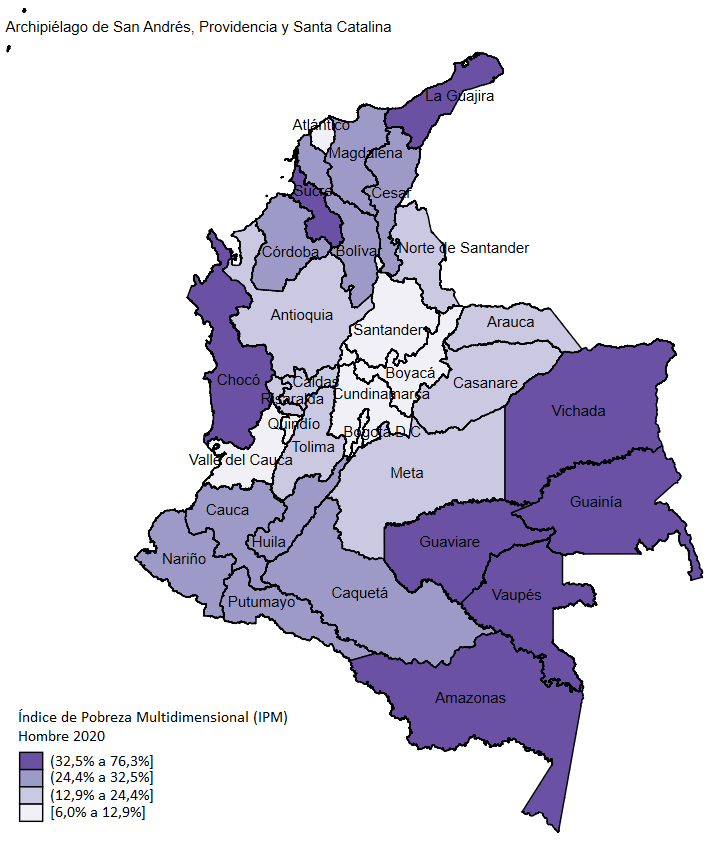 Archipiélago de San Andrés, Providencia y Santa Catalina
La Guajira
Atlántico
Magdalena
Cesar
Sucre
Norte de Santander
Córdoba
Bolíva
Antioquia
Arauca
Santander
Boyacá
Chocó
Caldas
Casanare
Risaralda
Cundinamarca
Vichada
Quindío
Bogotá D.C
Tolima
Valle del Cauca
Meta
Guainía
Cauca
Huila
Guaviare
Nariño
Caquetá
Vaupés
Putumayo
Amazonas
Índice de Pobreza Multidimensional (IPM)
Hombre 2020
(32,5% a 76,3%]
(24,4% a 32,5%]
(12,9% a 24,4%]
[6,0% a 12,9%]